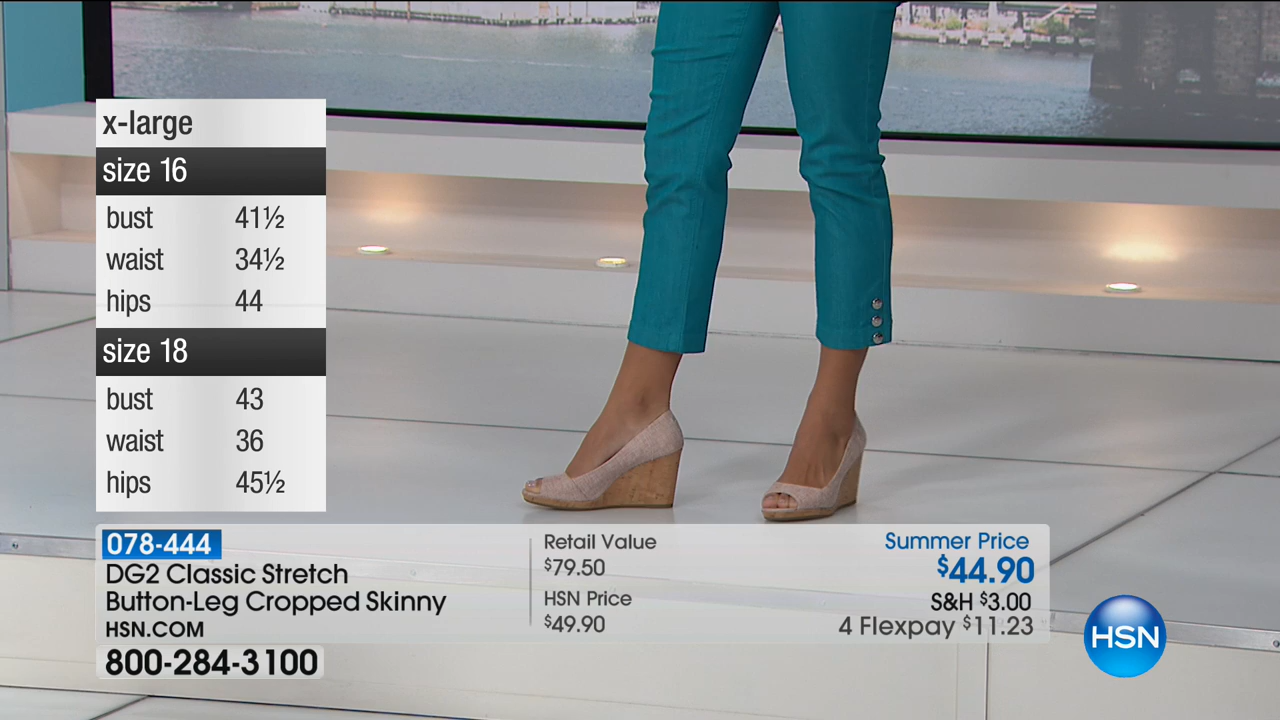 x-large
size 16
bust 41½
waist 34½
hips 44
size 18
bust 43
waist 36
hips 45½
078-444
DG2 Classic Stretch
Button-Leg Cropped Skinny
HSN.COM
800-284-3100
Retail Value
$79.50
HSN Price
$49.90
Summer Price
$44.90
S&H $3.00
4 Flexpay $11.23
HSN